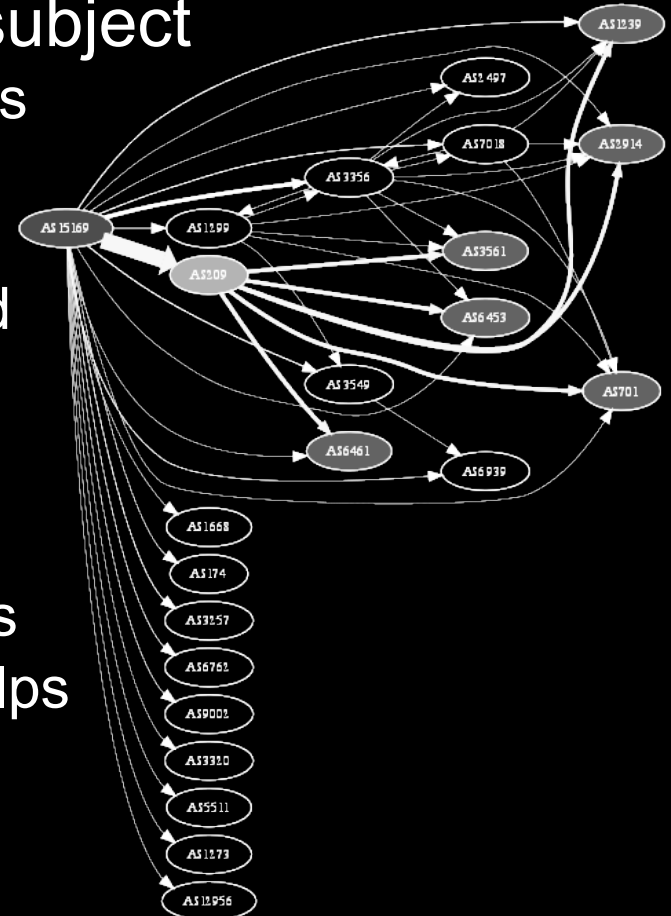 subject
s
d
s
lps
AS1239
AS2497
AS7018
AS2914
AS3356
AS15169
AS1299
AS3561
AS209
AS6453
AS3549
AS701
AS6461
AS6939
AS1668
AS174
AS3257
AS6762
AS9002
AS3320
AS5511
AS1273
AS12956